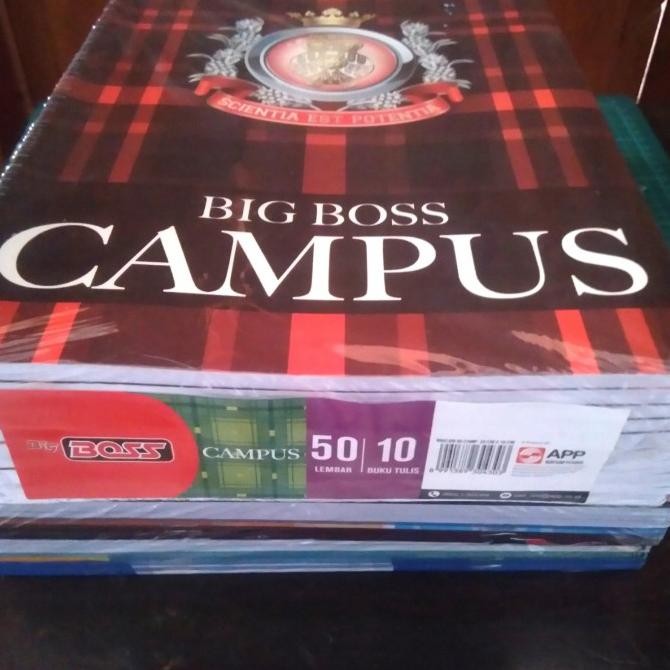 SCIENTIA EST POTENTIA
BIG BOSS
CAMPUS
Big BOSS
CAMPUS
50
LEMBAR
10
BUKU TULIS
APP